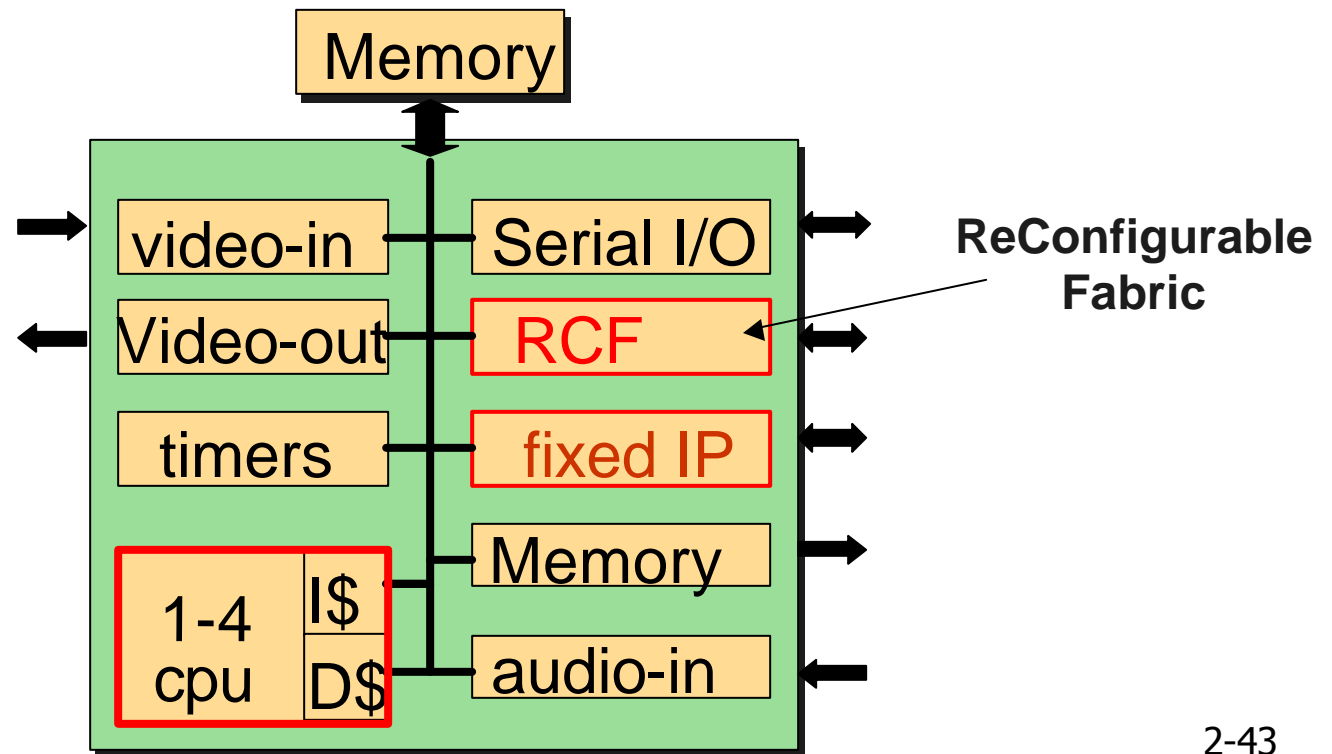 Memory
video-in
Serial I/O
ReConfigurable
Fabric
Video-out
RCF
timers
fixed IP
1-4
cpu
I$
D$
Memory
audio-in
2-43